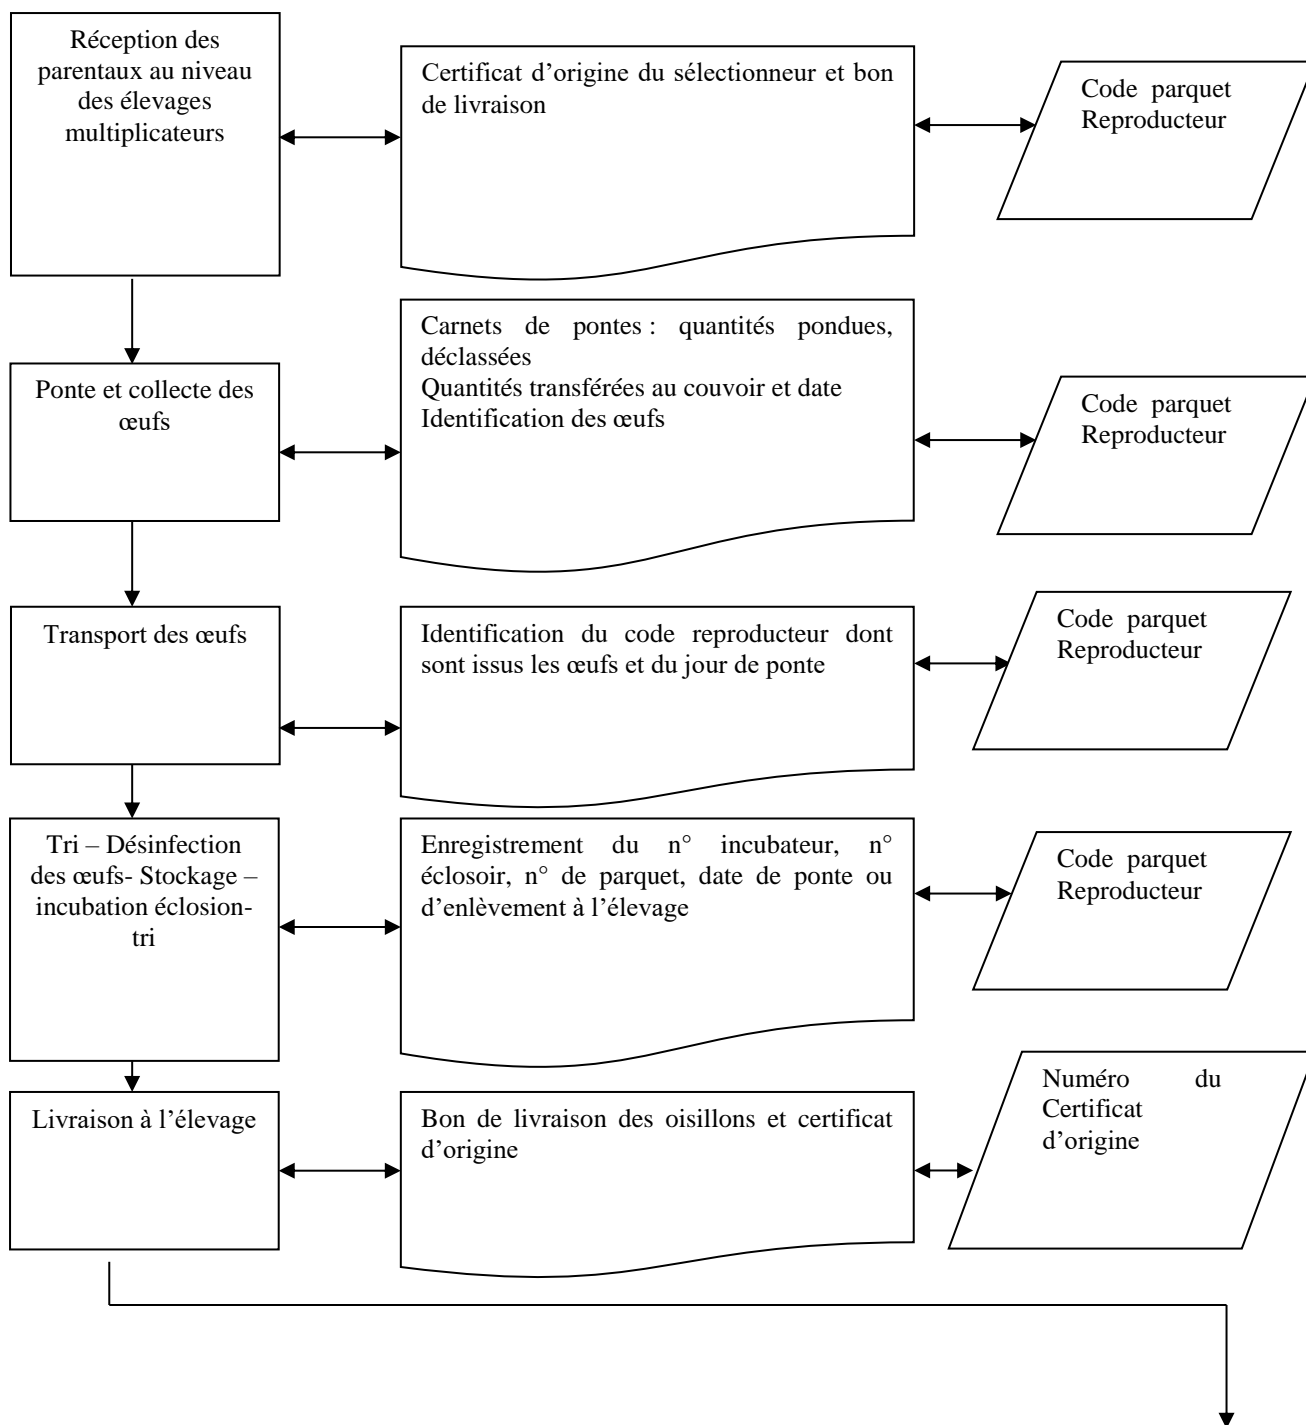 Réception des
parentaux au niveau
des élevages
multiplicateurs
Certificat d’origine du sélectionneur et bon
de livraison
Code parquet
Reproducteur
Ponte et collecte des
œufs
Carnets de pontes : quantités pondues,
déclassées
Quantités transférées au couvoir et date
Identification des œufs
Code parquet
Reproducteur
Transport des œufs
Identification du code reproducteur dont
sont issus les œufs et du jour de ponte
Code parquet
Reproducteur
Tri – Désinfection
des œufs- Stockage –
incubation éclosion-
tri
Enregistrement du n° incubateur, n°
éclosoir, n° de parquet, date de ponte ou
d’enlèvement à l’élevage
Code parquet
Reproducteur
Livraison à l’élevage
Bon de livraison des oisillons et certificat
d’origine
Numéro du
Certificat
d’origine